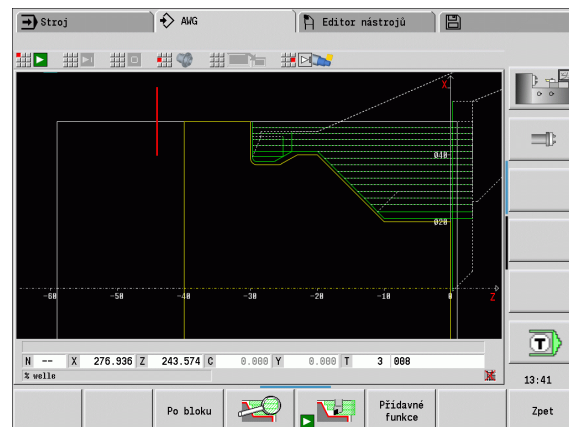 Stroj
AWG
Editor nástrojů
X
Ø40
Ø20
-60 -50 -40 -30 -20 -10 0 Z
N -- X 276.936 Z 243.574 C 0.000 Y 0.000 T 3 008
% welle
T
13:41
Po bloku
Přídavné
funkce
Zpet